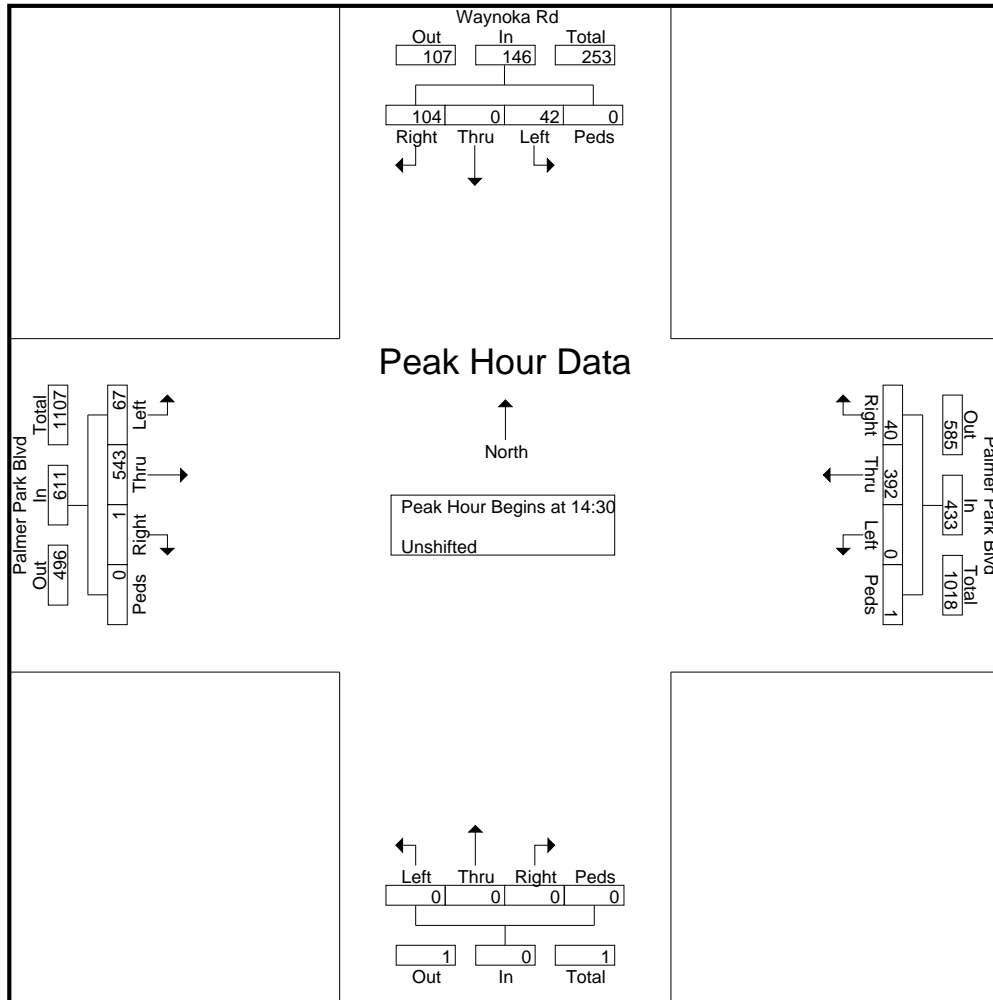 Waynoka Rd
Out In Total
107 146 253
104 0 42 0
Right Thru Left Peds
Peak Hour Data
North
Peak Hour Begins at 14:30
Unshifted
Palmer Park Blvd
Total In Out
1107 611 496
67 543 1 0
Left Thru Right Peds
Palmer Park Blvd
Out In Total
585 433 1018
40 392 0 1
Right Thru Left Peds
Left Thru Right Peds
0 0 0 0
1 0 1
Out In Total